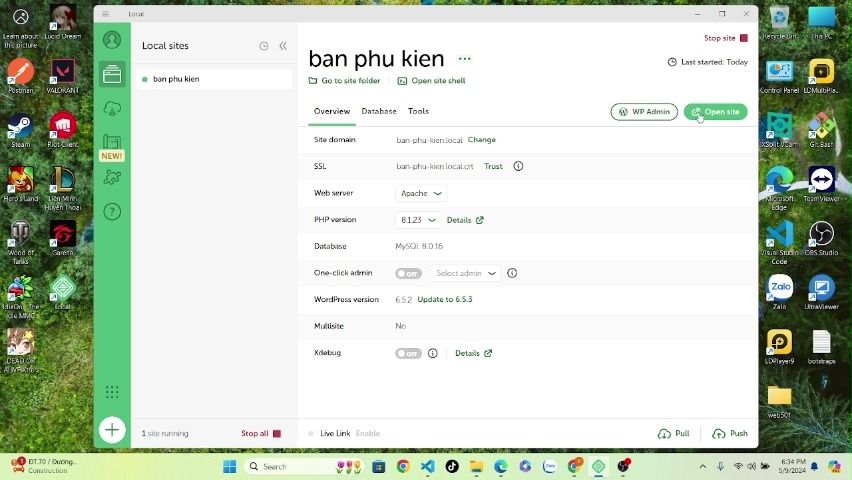 Local
Learn about
this picture
Lucid Dream
Postman
VALORANT
Steam
Riot Client
Hero's Land
Liên Minh
Huyền Thoại
World of
Tanks
Garena
IdleOn - The
Idle MMO
Local
NEW!
Local sites
ban phu kien
1 site running
Stop all
ban phu kien
Stop site
Go to site folder
Open site shell
Last started: Today
Overview
Database
Tools
WP Admin
Open site
Site domain
ban-phu-kien.local
Change
SSL
ban-phu-kien.local.crt
Trust
Web server
Apache
PHP version
8.1.23
Details
Database
MySQL 8.0.16
One-click admin
Off
Select admin
WordPress version
6.5.2
Update to 6.5.3
Multisite
No
Xdebug
Off
Details
Live Link
Enable
Pull
Push
Recycle Bin
This PC
Control Panel
LDMultiPla...
XSplit VCam
Git Bash
Microsoft
Edge
TeamViewer
Visual Studio
Code
OBS Studio
Zalo
Zalo
UltraViewer
LDPlayer9
botstraps
web501
ĐT.70 / Đường...
Construction
Search
Zalo
6:34 PM
5/9/2024